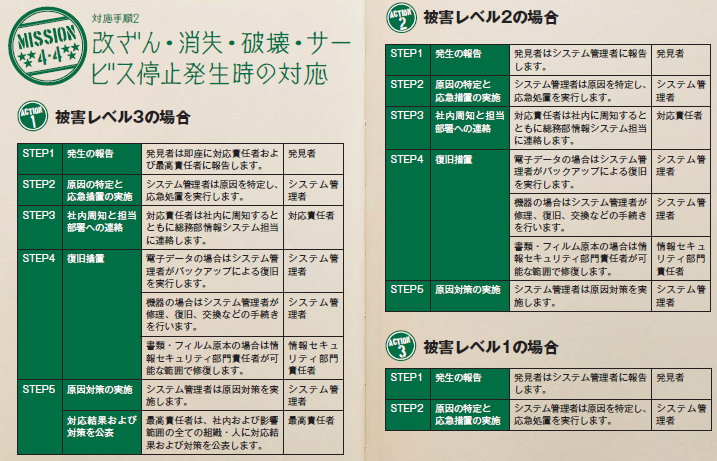 MISSION
4-4
対応手順2
改ざん・消失・破壊・サー
ビス停止発生時の対応
ACTION
1
被害レベル3の場合
STEP1
発生の報告
発見者は即座に対応責任者およ
び最高責任者に報告します。
発見者
STEP2
原因の特定と
応急措置の実施
システム管理者は原因を特定し、
応急処置を実行します。
システム管
理者
STEP3
社内周知と担当
部署への連絡
対応責任者は社内に周知すると
ともに総務部情報システム担当
に連絡します。
対応責任者
STEP4
復旧措置
電子データの場合はシステム管
理者がバックアップによる復旧
を実行します。
システム管
理者
機器の場合はシステム管理者が
修理、復旧、交換などの手続き
を行います。
システム管
理者
書類・フィルム原本の場合は情
報セキュリティ部門責任者が可
能な範囲で修復します。
情報セキュ
リティ部門
責任者
STEP5
原因対策の実施
システム管理者は原因対策を実
施します。
システム管
理者
対応結果および
対策を公表
最高責任者は、社内および影響
範囲の全ての組織・人に対応結
果および対策を公表します。
最高責任者
ACTION
2
被害レベル2の場合
STEP1
発生の報告
発見者はシステム管理者に報告
します。
発見者
STEP2
原因の特定と
応急措置の実施
システム管理者は原因を特定し、
応急処置を実行します。
システム管
理者
STEP3
社内周知と担当
部署への連絡
対応責任者は社内に周知すると
ともに総務部情報システム担当
に連絡します。
対応責任者
STEP4
復旧措置
電子データの場合はシステム管
理者がバックアップによる復旧
を実行します。
システム管
理者
機器の場合はシステム管理者が
修理、復旧、交換などの手続き
を行います。
システム管
理者
書類・フィルム原本の場合は情
報セキュリティ部門責任者が可
能な範囲で修復します。
情報セキュ
リティ部門
責任者
STEP5
原因対策の実施
システム管理者は原因対策を実
施します。
システム管
理者
ACTION
3
被害レベル1の場合
STEP1
発生の報告
発見者はシステム管理者に報告
します。
発見者
STEP2
原因の特定と
応急措置の実施
システム管理者は原因を特定し、
応急処置を実行します。
システム管
理者